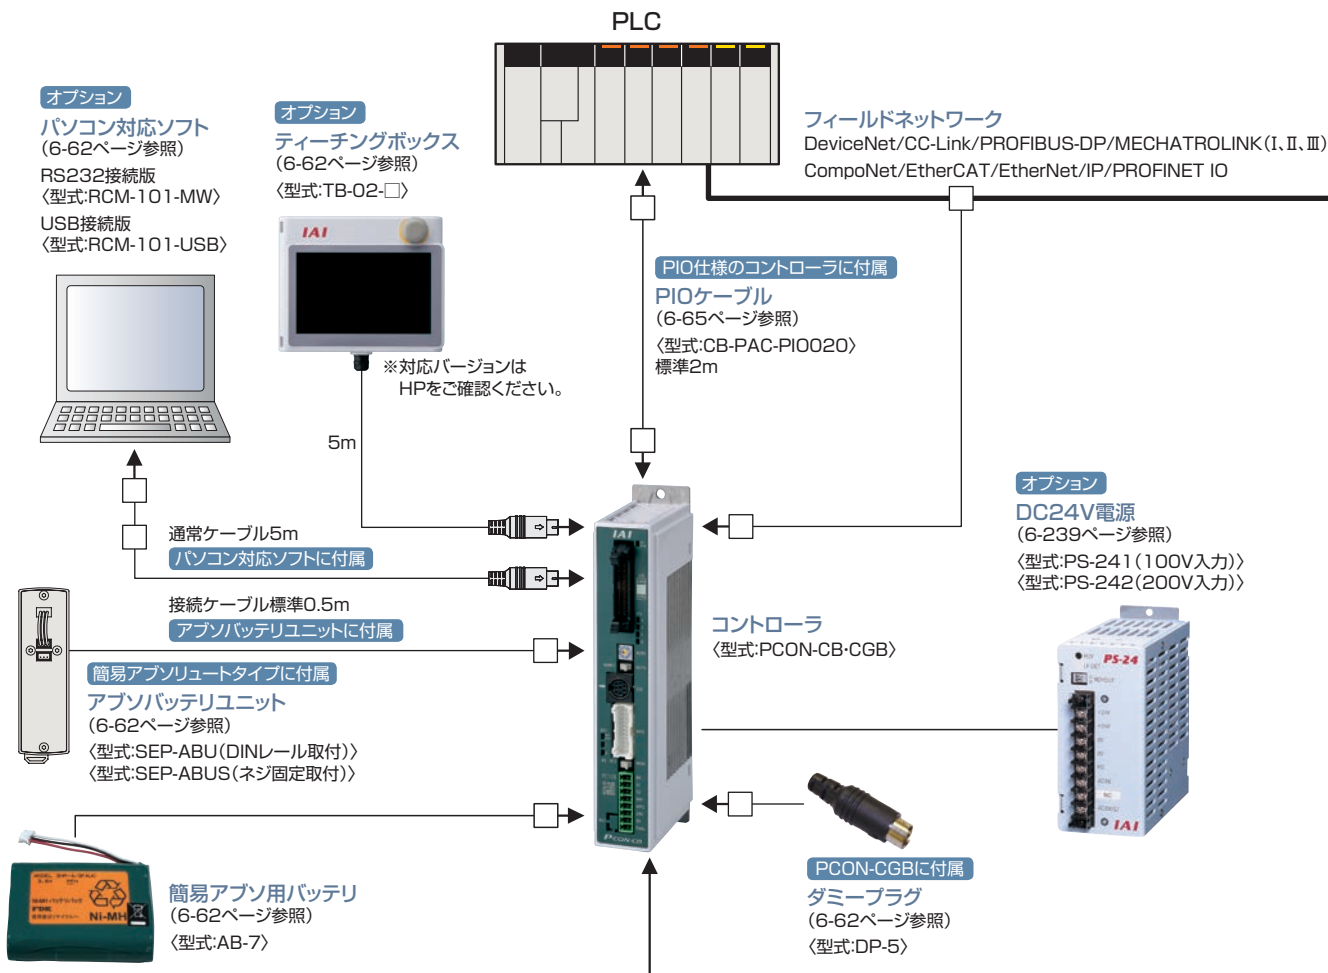 PLC
オプション
パソコン対応ソフト
(6-62ページ参照)
RS232接続版
〈型式:RCM-101-MW〉
USB接続版
〈型式:RCM-101-USB〉
オプション
ティーチングボックス
(6-62ページ参照)
〈型式:TB-02-□〉
IAI
※対応バージョンは
HPをご確認ください。
5m
フィールドネットワーク
DeviceNet/CC-Link/PROFIBUS-DP/MECHATROLINK(I、II、III)
CompoNet/EtherCAT/EtherNet/IP/PROFINET IO
PIO仕様のコントローラに付属
PIOケーブル
(6-65ページ参照)
〈型式:CB-PAC-PIO020〉
標準2m
通常ケーブル5m
パソコン対応ソフトに付属
接続ケーブル標準0.5m
アブソバッテリユニットに付属
簡易アブソリュートタイプに付属
アブソバッテリユニット
(6-62ページ参照)
〈型式:SEP-ABU(DINレール取付)〉
〈型式:SEP-ABUS(ネジ固定取付)〉
IAI
PCON-CB
コントローラ
〈型式:PCON-CB・CGB〉
オプション
DC24V電源
(6-239ページ参照)
〈型式:PS-241(100V入力)〉
〈型式:PS-242(200V入力)〉
PS-24
NC
IAI
Ni-MH
簡易アブソ用バッテリ
(6-62ページ参照)
〈型式:AB-7〉
PCON-CGBに付属
ダミープラグ
(6-62ページ参照)
〈型式:DP-5〉